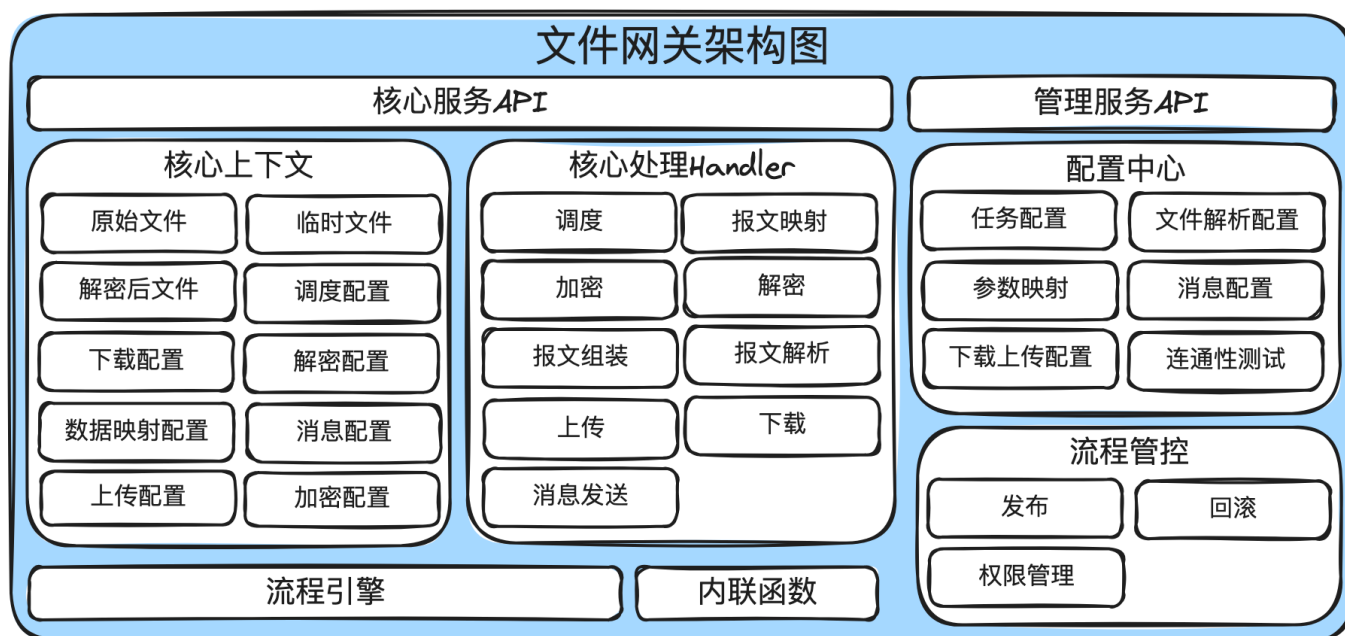 文件网关架构图
核心服务API
管理服务API
核心上下文
原始文件
临时文件
解密后文件
调度配置
下载配置
解密配置
数据映射配置
消息配置
上传配置
加密配置
核心处理Handler
调度
报文映射
加密
解密
报文组装
报文解析
上传
下载
消息发送
配置中心
任务配置
文件解析配置
参数映射
消息配置
下载上传配置
连通性测试
流程管控
发布
回滚
权限管理
流程引擎
内联函数